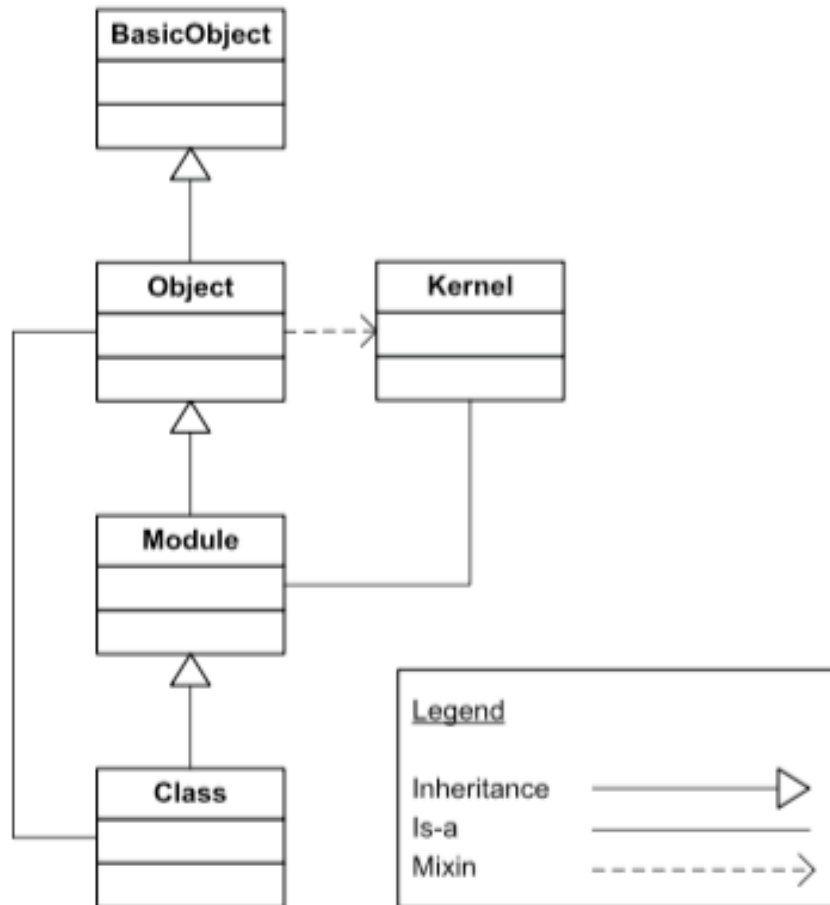 BasicObject
Object
Kernel
Module
Class
Legend
Inheritance
Is-a
Mixin